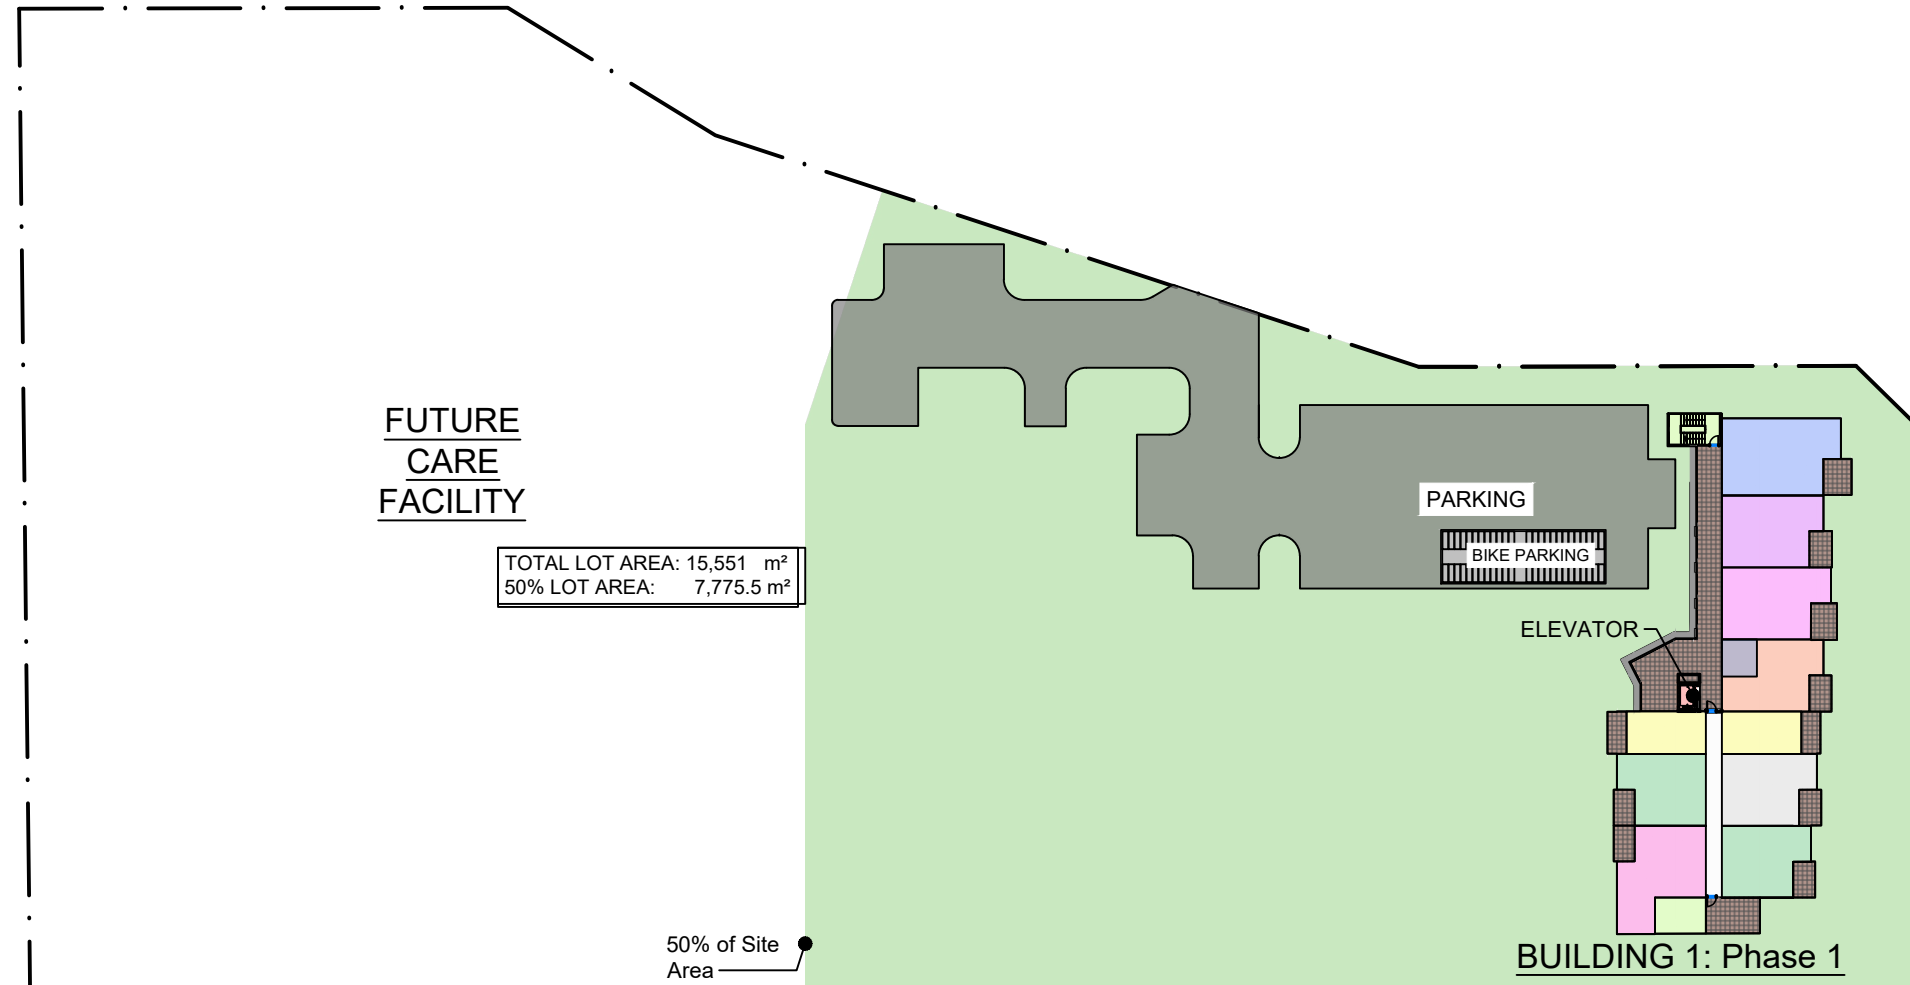 FUTURE
CARE
FACILITY
PARKING
BIKE PARKING
TOTAL LOT AREA: 15,551 m²
50% LOT AREA: 7,775.5 m²
ELEVATOR
50% of Site
Area
BUILDING 1: Phase 1